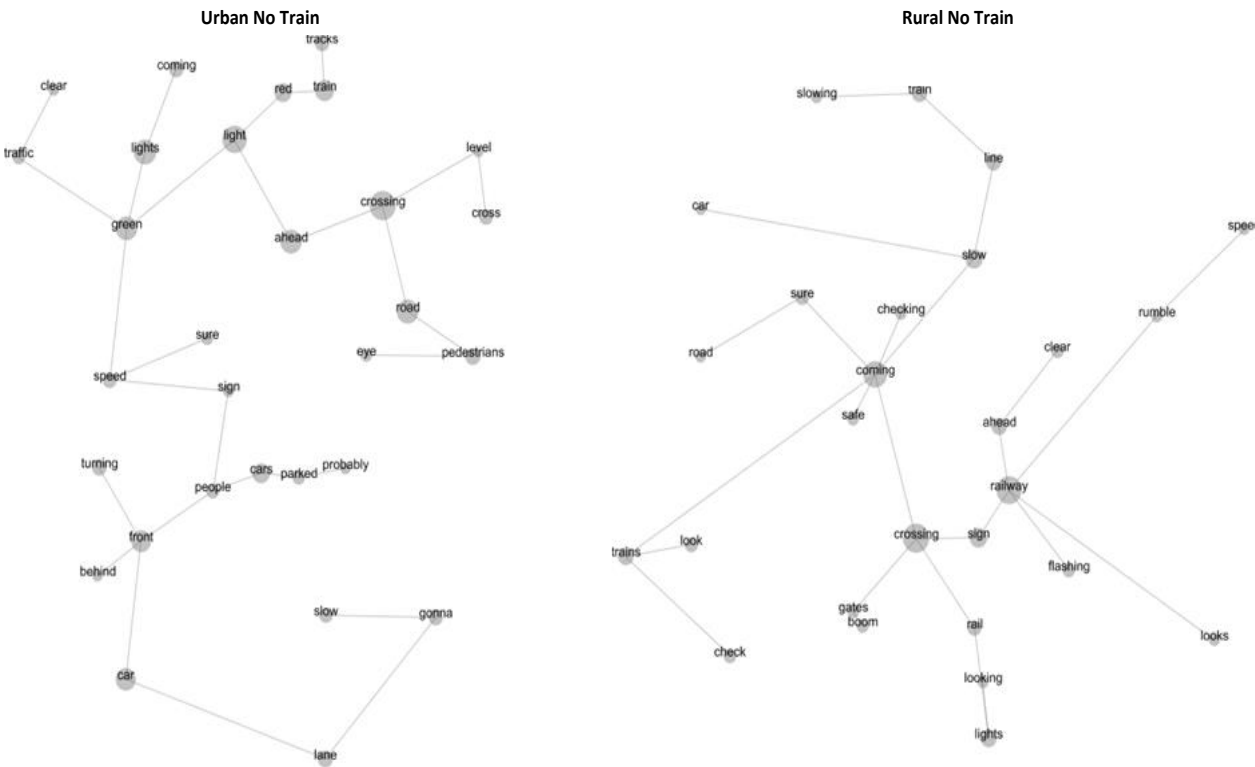 Urban No Train
tracks
coming
clear
red
train
light
lights
traffic
level
crossing
cross
green
ahead
road
eye
pedestrians
sure
speed
sign
turning
cars
parked
probably
people
front
behind
slow
gonna
car
lane
Rural No Train
slowing
train
line
car
speed
slow
sure
checking
rumble
road
clear
coming
safe
ahead
railway
crossing
sign
trains
look
flashing
gates
boom
rail
looks
check
looking
lights